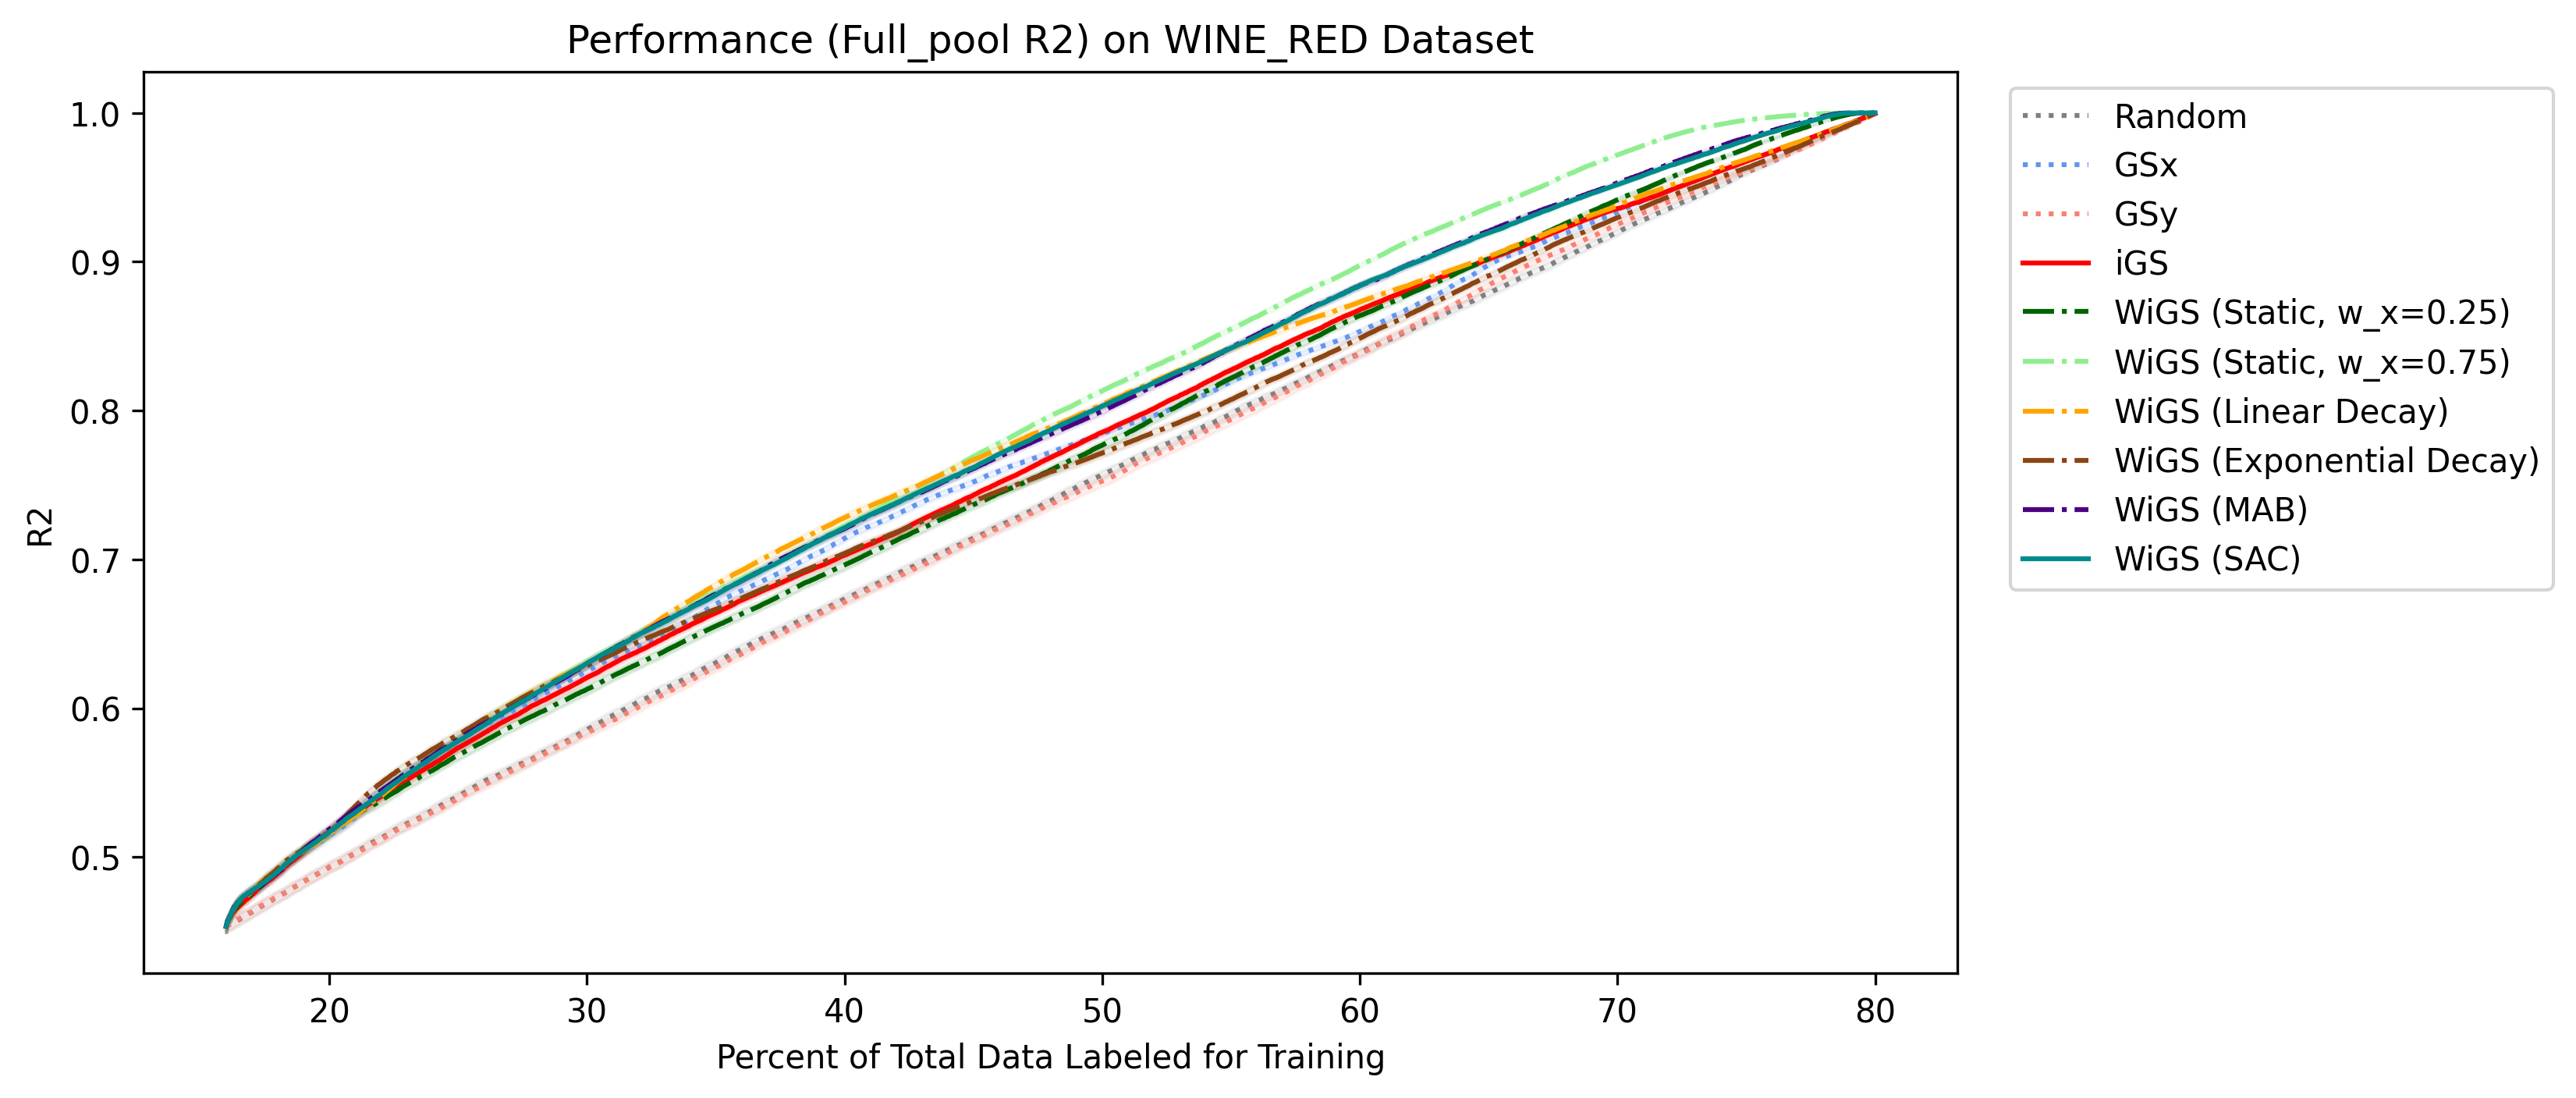 Performance (Full_pool R2) on WINE_RED Dataset
1.0
0.9
0.8
0.7
0.6
0.5
R2
20 30 40 50 60 70 80
Percent of Total Data Labeled for Training
Random
GSx
GSy
iGS
WiGS (Static, w_x=0.25)
WiGS (Static, w_x=0.75)
WiGS (Linear Decay)
WiGS (Exponential Decay)
WiGS (MAB)
WiGS (SAC)